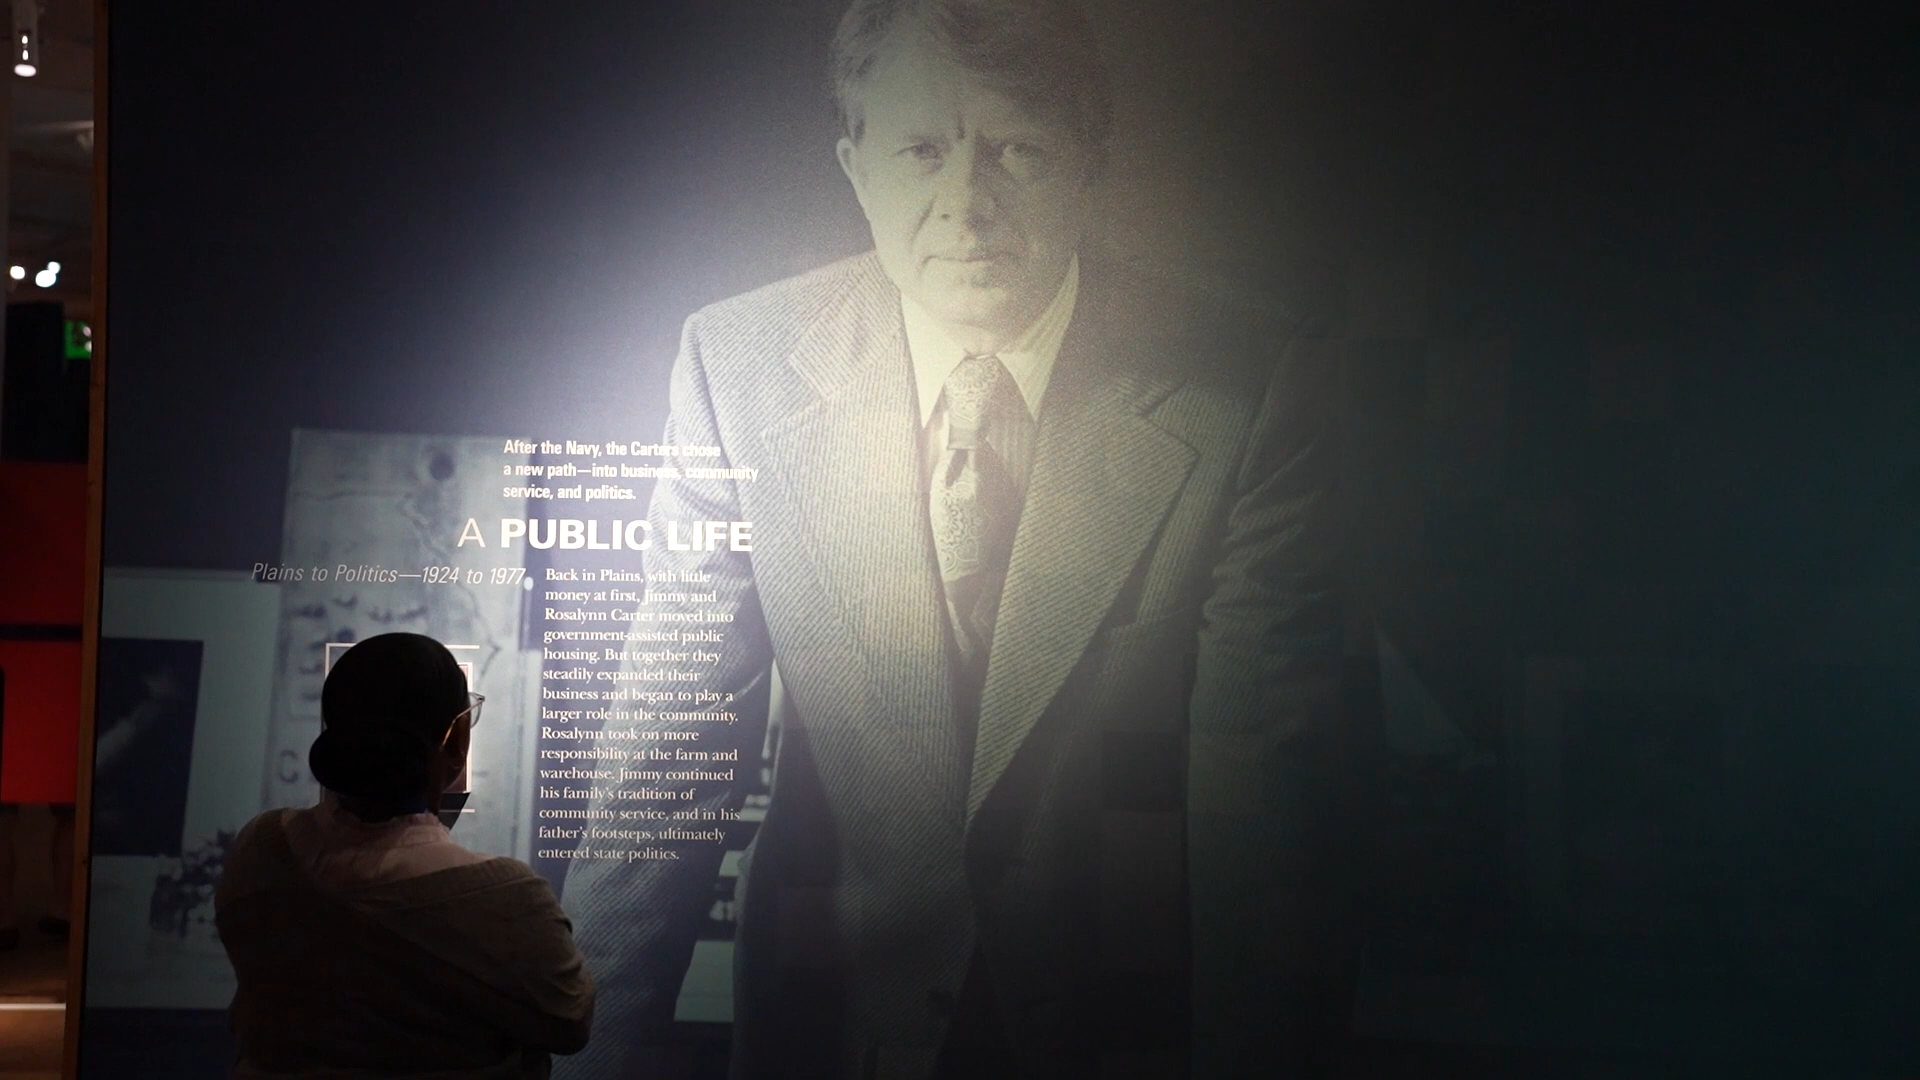 After the Navy, the Carters chose
a new path—into business, community
service, and politics.
A PUBLIC LIFE
Plains to Politics—1924 to 1977
Back in Plains, with little
money at first, Jimmy and
Rosalynn Carter moved into
government-assisted public
housing. But together they
steadily expanded their
business and began to play a
larger role in the community.
Rosalynn took on more
responsibility at the farm and
warehouse. Jimmy continued
his family's tradition of
community service, and in his
father's footsteps, ultimately
entered state politics.